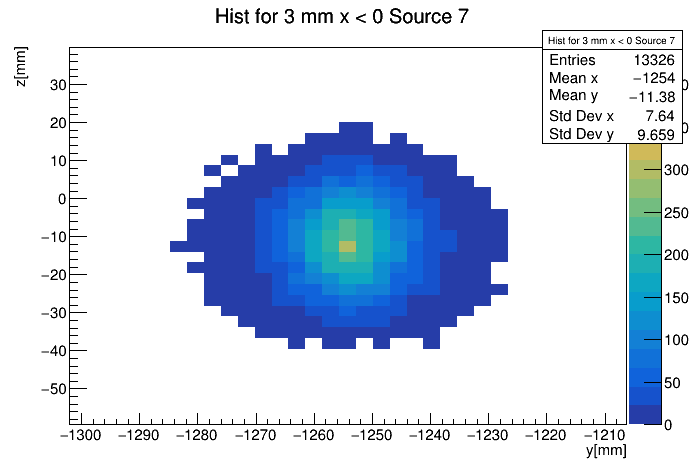 Hist for 3 mm x < 0 Source 7
z[mm]
Hist for 3 mm x < 0 Source 7
Entries 13326
Mean x −1254
Mean y −11.38
Std Dev x 7.64
Std Dev y 9.659
30
20
10
0
−10
−20
−30
−40
−50
300
250
200
150
100
50
0
−1300 −1290 −1280 −1270 −1260 −1250 −1240 −1230 −1220 −1210
y[mm]